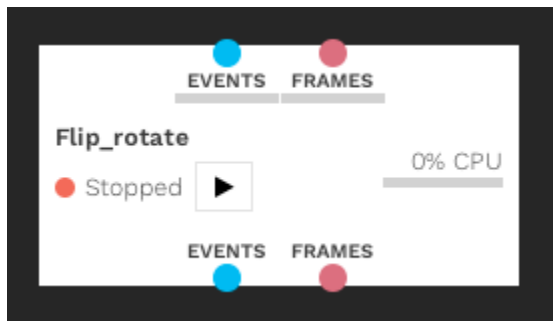 EVENTS FRAMES
Flip_rotate
0% CPU
Stopped
EVENTS FRAMES